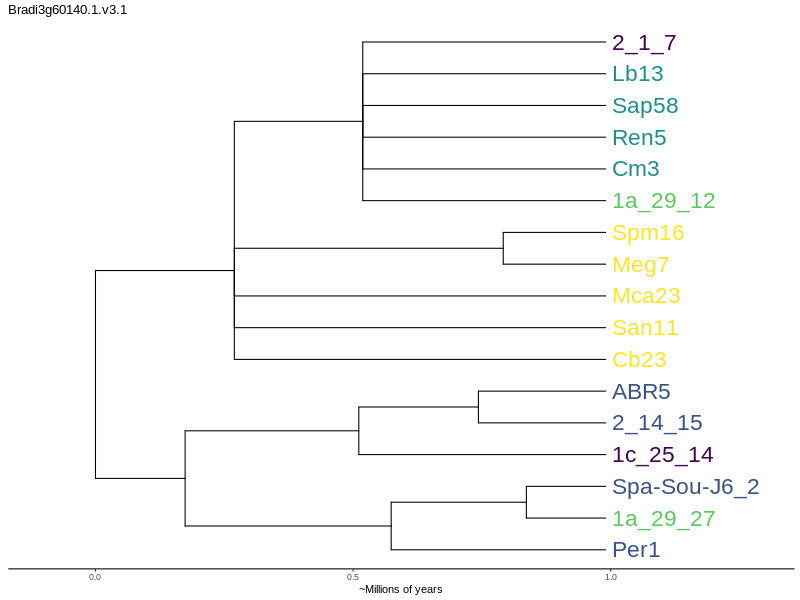 Bradi3g60140.1.v3.1
2_1_7
Lb13
Sap58
Ren5
Cm3
1a_29_12
Spm16
Meg7
Mca23
San11
Cb23
ABR5
2_14_15
1c_25_14
Spa-Sou-J6_2
1a_29_27
Per1
0.0 0.5 1.0
~Millions of years